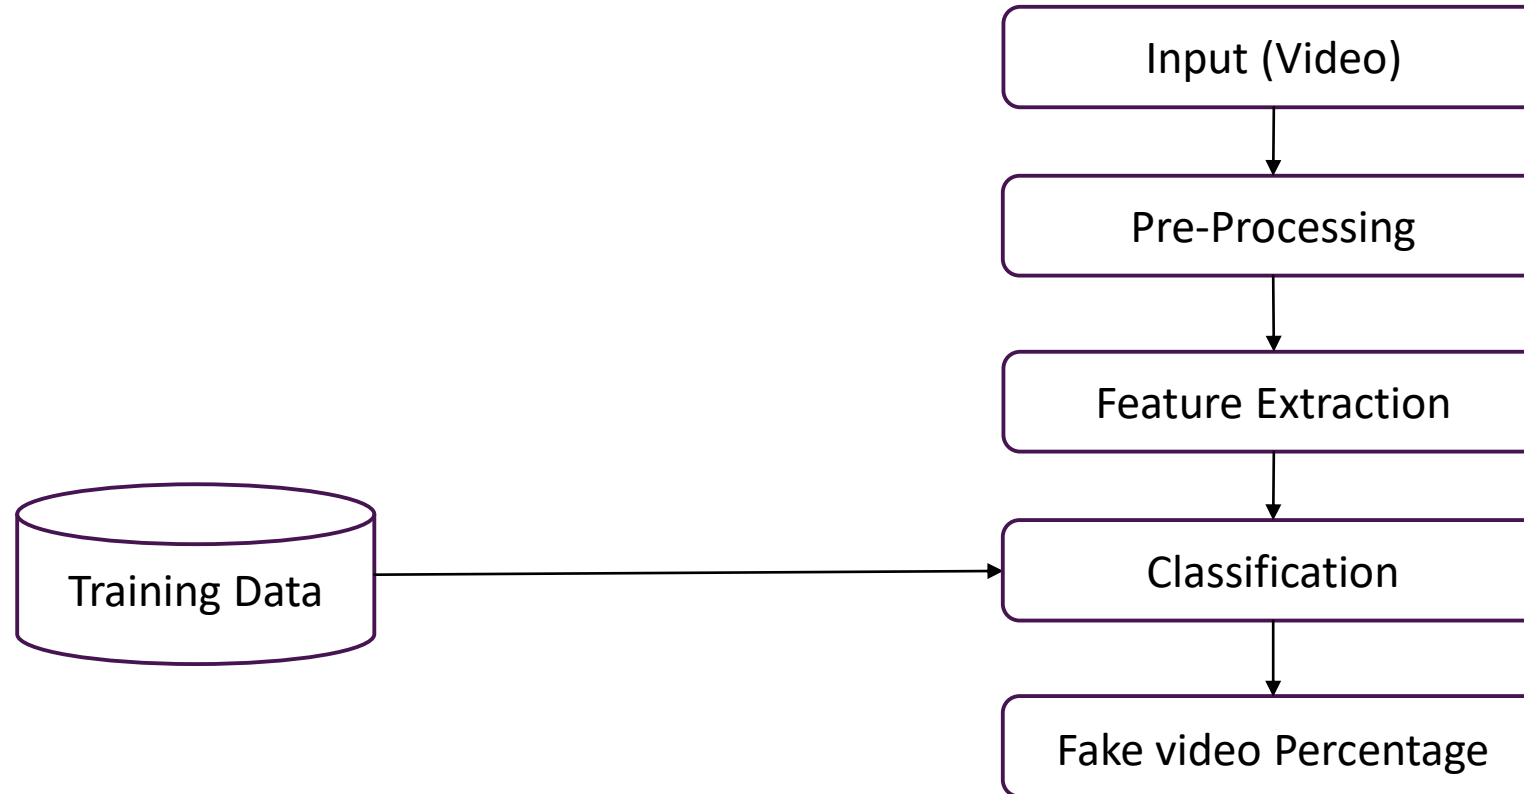 Input (Video)
Pre-Processing
Feature Extraction
Training Data
Classification
Fake video Percentage